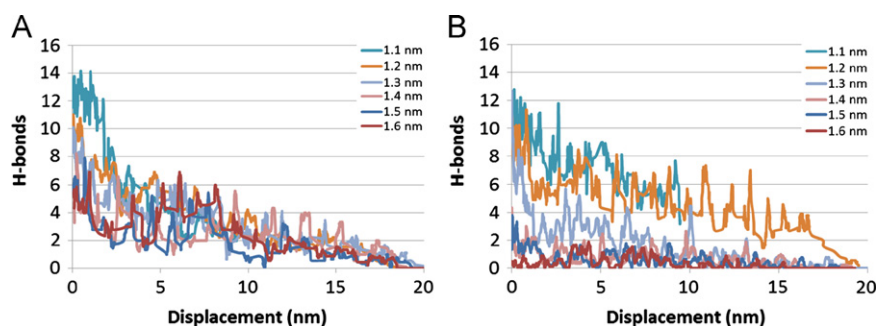 A
H-bonds
16
14
12
10
8
6
4
2
0
1.1 nm
1.2 nm
1.3 nm
1.4 nm
1.5 nm
1.6 nm
0 5 10 15 20
Displacement (nm)
B
H-bonds
16
14
12
10
8
6
4
2
0
1.1 nm
1.2 nm
1.3 nm
1.4 nm
1.5 nm
1.6 nm
0 5 10 15 20
Displacement (nm)